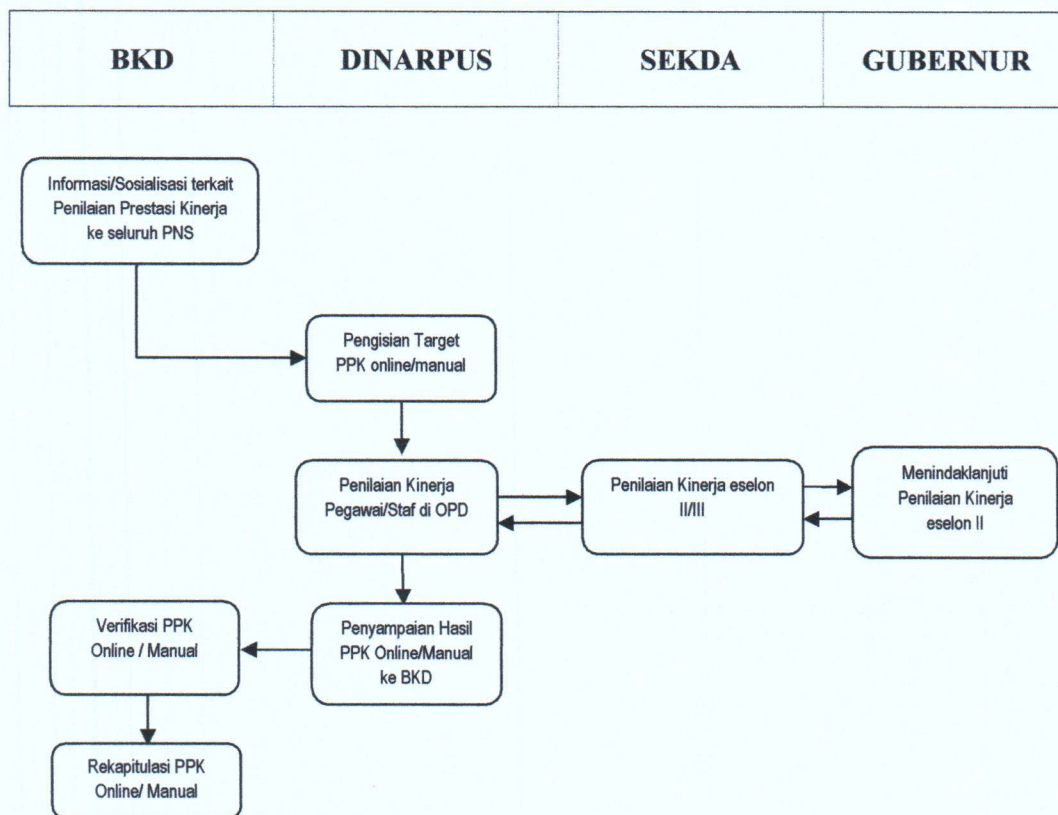 BKD
DINARPUS
SEKDA
GUBERNUR
Informasi/Sosialisasi terkait
Penilaian Prestasi Kinerja
ke seluruh PNS
Pengisian Target
PPK online/manual
Penilaian Kinerja
Pegawai/Staf di OPD
Penilaian Kinerja eselon
II/III
Menindaklanjuti
Penilaian Kinerja
eselon II
Penyampaian Hasil
PPK Online/Manual
ke BKD
Verifikasi PPK
Online / Manual
Rekapitulasi PPK
Online/ Manual